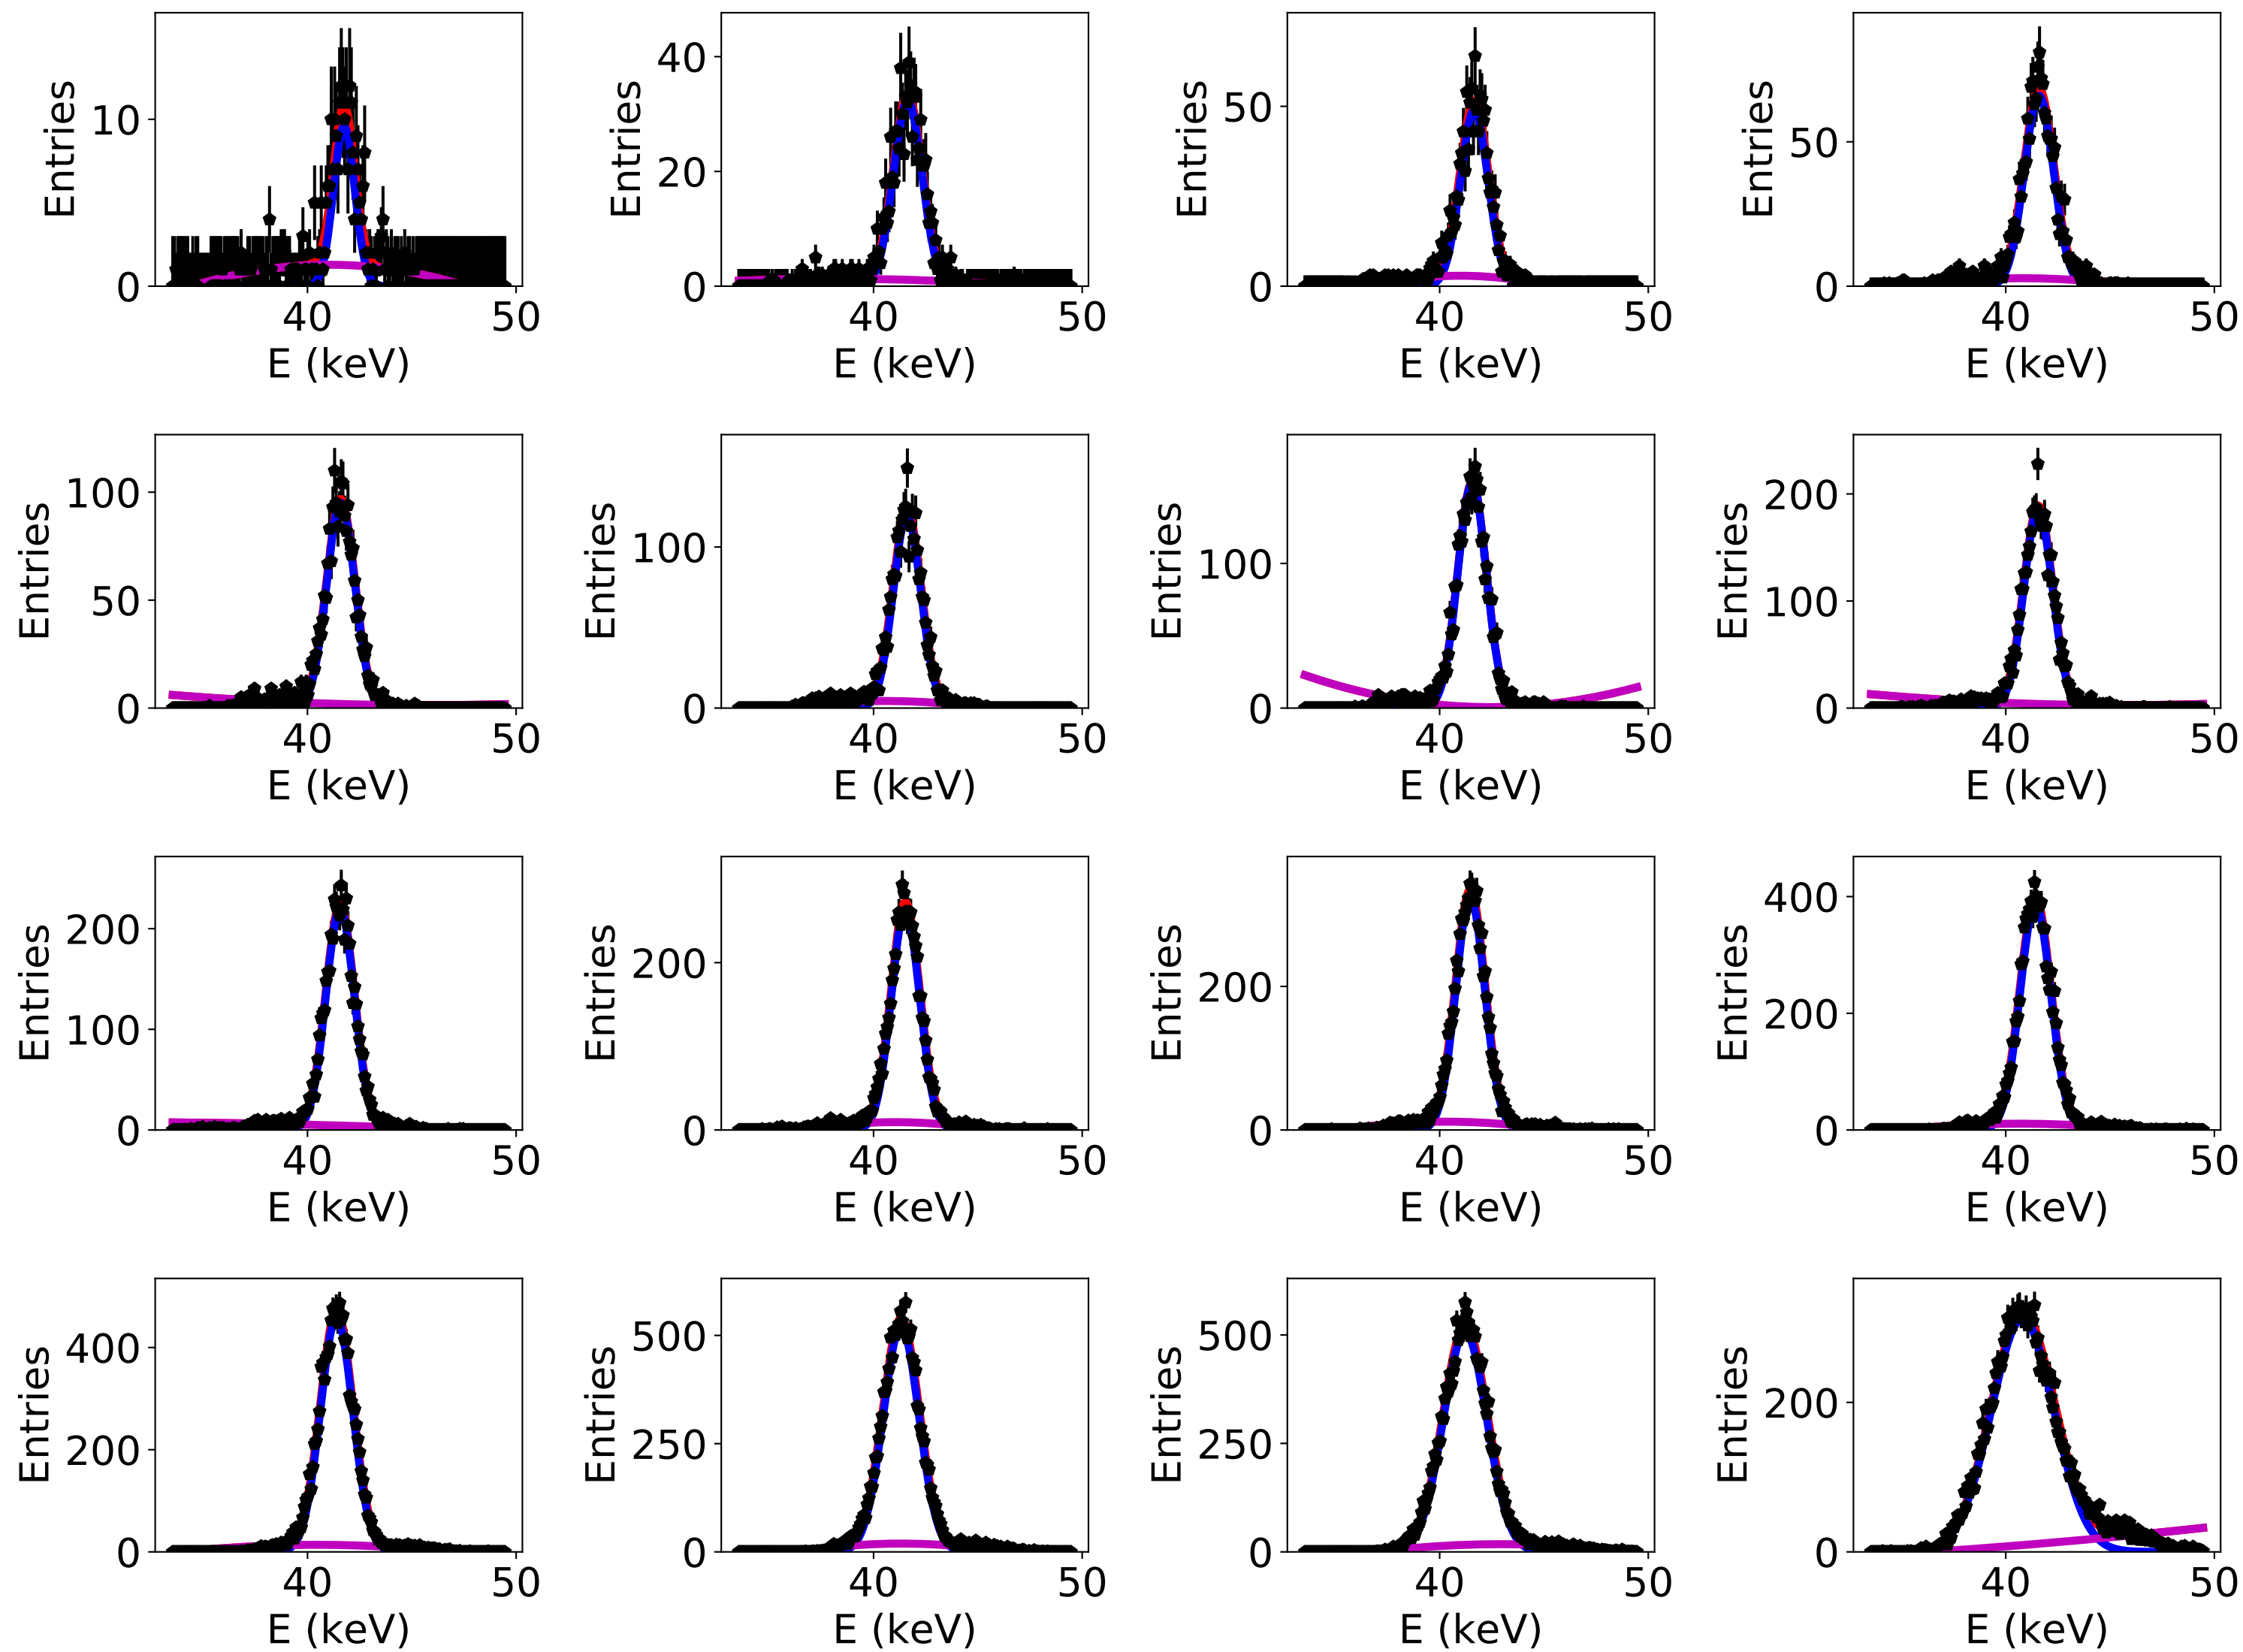 Entries Entries Entries Entries
10 40 50 50
0 20 0 0
0
40 50 40 50 40 50 40 50
E (keV) E (keV) E (keV) E (keV)
Entries Entries Entries Entries
100 100 100 200
50 0 0 100
0 0
40 50 40 50 40 50 40 50
E (keV) E (keV) E (keV) E (keV)
Entries Entries Entries Entries
200 200 200 400
100 0 0 200
0 0
40 50 40 50 40 50 40 50
E (keV) E (keV) E (keV) E (keV)
Entries Entries Entries Entries
400 500 500 200
200 250 250 0
0 0 0
40 50 40 50 40 50 40 50
E (keV) E (keV) E (keV) E (keV)